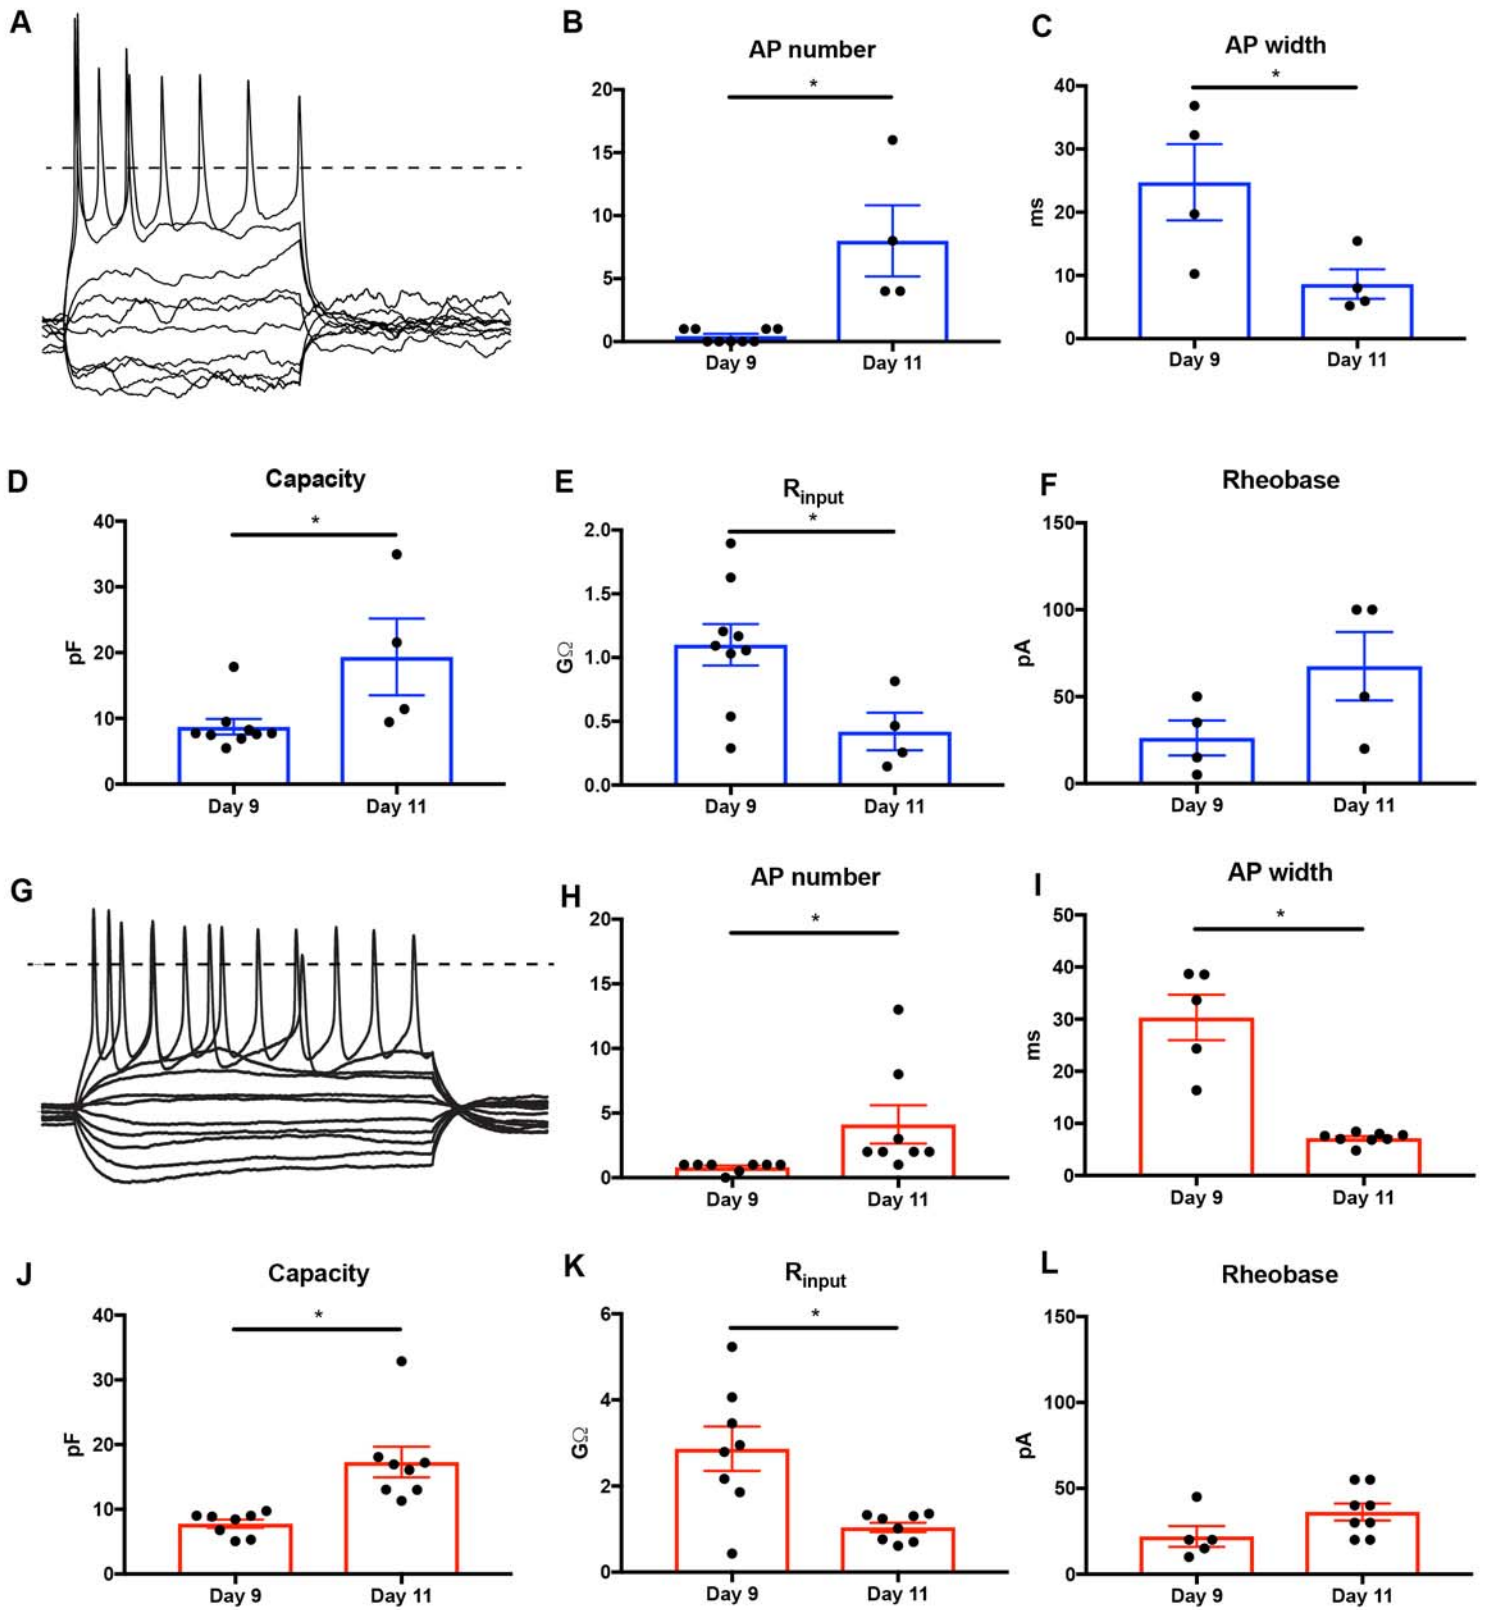 A
B
AP number
*
20
15
10
5
0
Day 9
Day 11
C
AP width
*
ms
40
30
20
10
0
Day 9
Day 11
D
Capacity
*
pF
40
30
20
10
0
Day 9
Day 11
E
Rinput
*
GΩ
2.0
1.5
1.0
0.5
0.0
Day 9
Day 11
F
Rheobase
pA
150
100
50
0
Day 9
Day 11
G
H
AP number
*
20
15
10
5
0
Day 9
Day 11
I
AP width
*
ms
50
40
30
20
10
0
Day 9
Day 11
J
Capacity
*
pF
40
30
20
10
0
Day 9
Day 11
K
Rinput
*
GΩ
6
4
2
0
Day 9
Day 11
L
Rheobase
pA
150
100
50
0
Day 9
Day 11